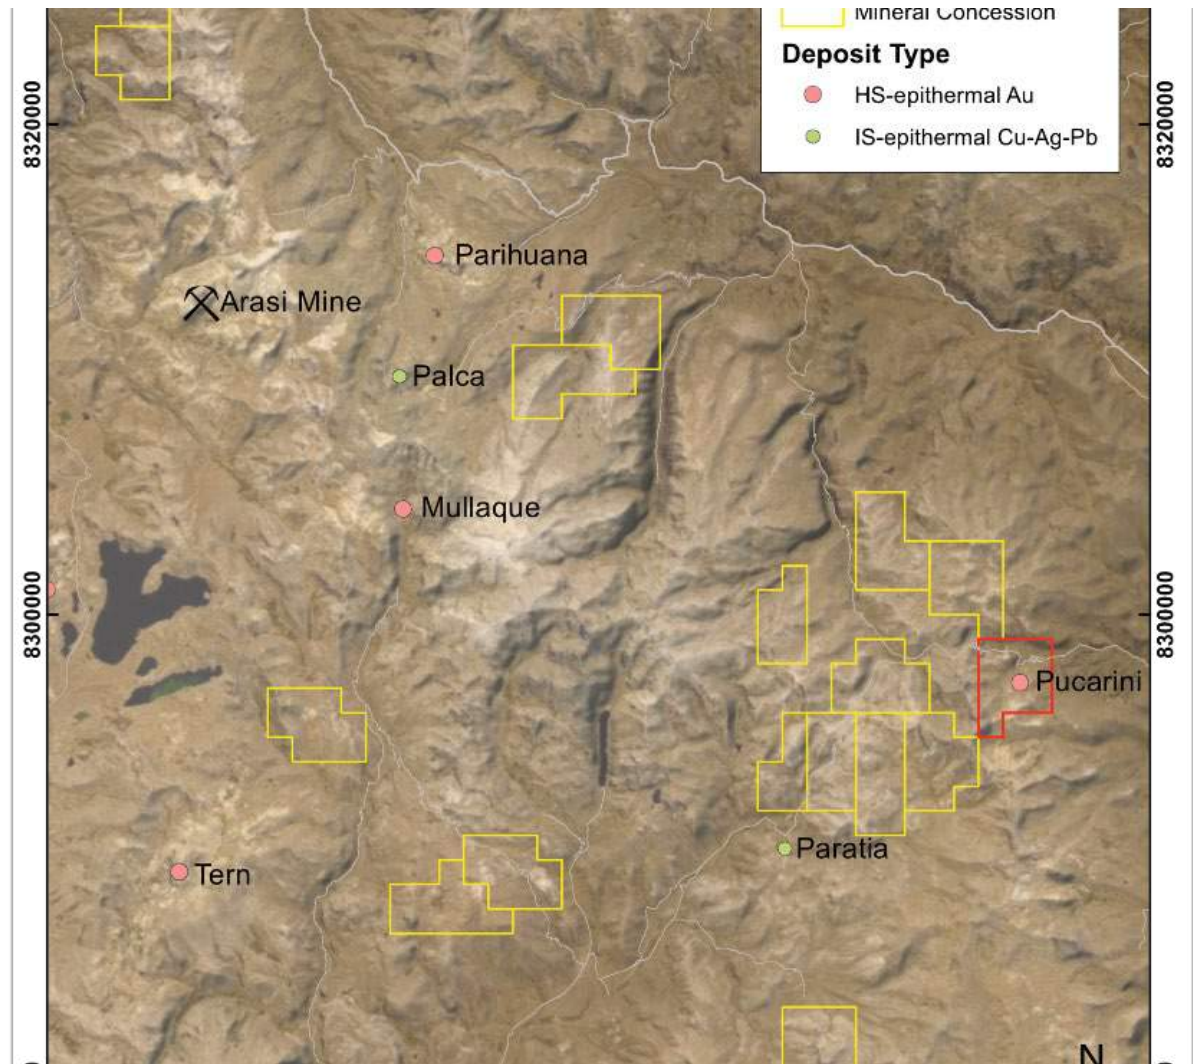 Mineral Concession
Deposit Type
HS-epithermal Au
IS-epithermal Cu-Ag-Pb
8320000
8320000
Parihuana
Arasi Mine
Palca
Mullaque
8300000
8300000
Pucarini
Paratia
Tern
N